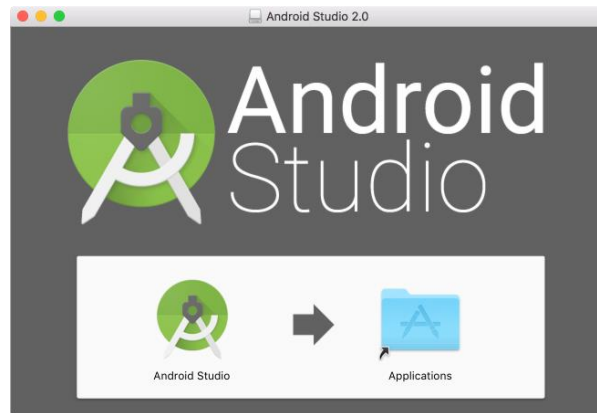 Android Studio 2.0
Android
Studio
Android Studio
Applications